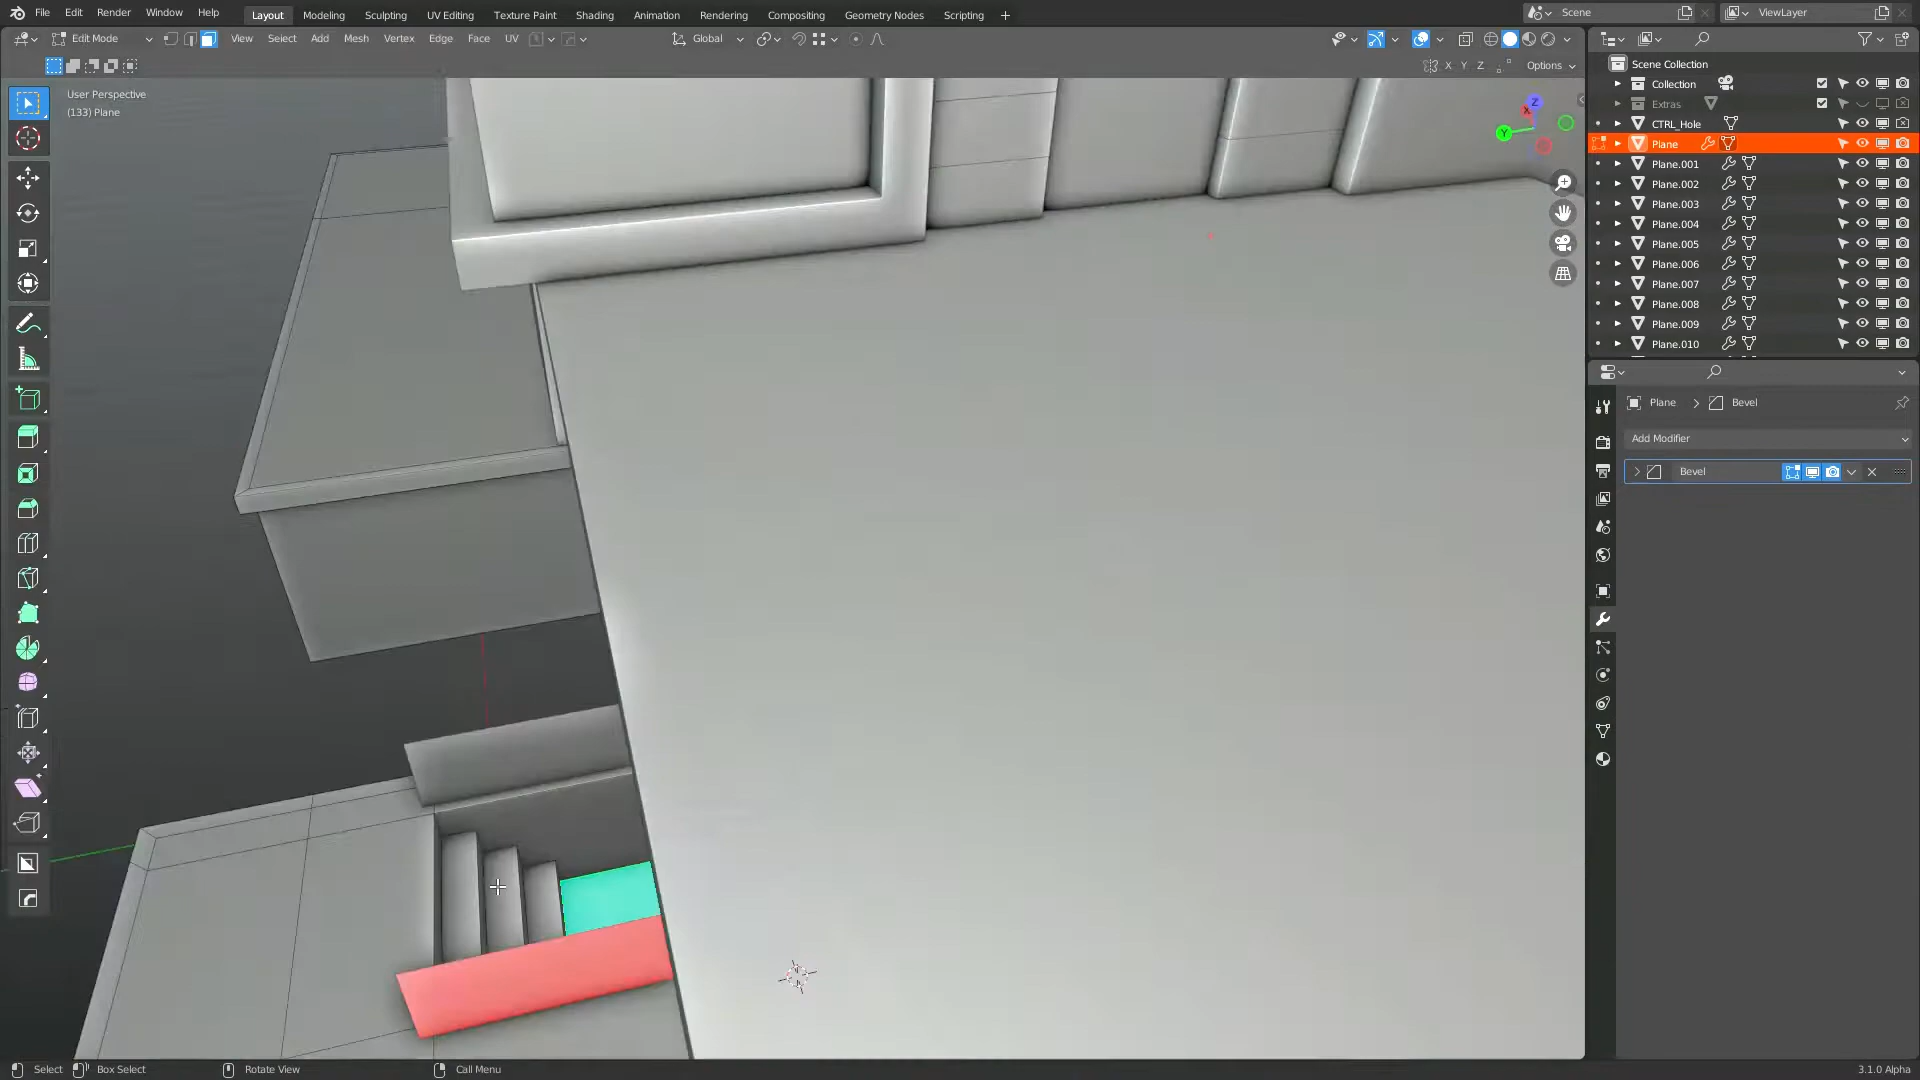 File Edit Render Window Help Layout Modeling Sculpting UV Editing Texture Paint Shading Animation Rendering Compositing Geometry Nodes Scripting + Scene ViewLayer
Edit Mode View Select Add Mesh Vertex Edge Face UV Global
X Y Z Options
User Perspective
(133) Plane
Z
X
Y
Scene Collection
Collection
Extras
CTRL_Hole
Plane
Plane.001
Plane.002
Plane.003
Plane.004
Plane.005
Plane.006
Plane.007
Plane.008
Plane.009
Plane.010
Plane > Bevel
Add Modifier
Bevel
Select Box Select Rotate View Call Menu 3.1.0 Alpha